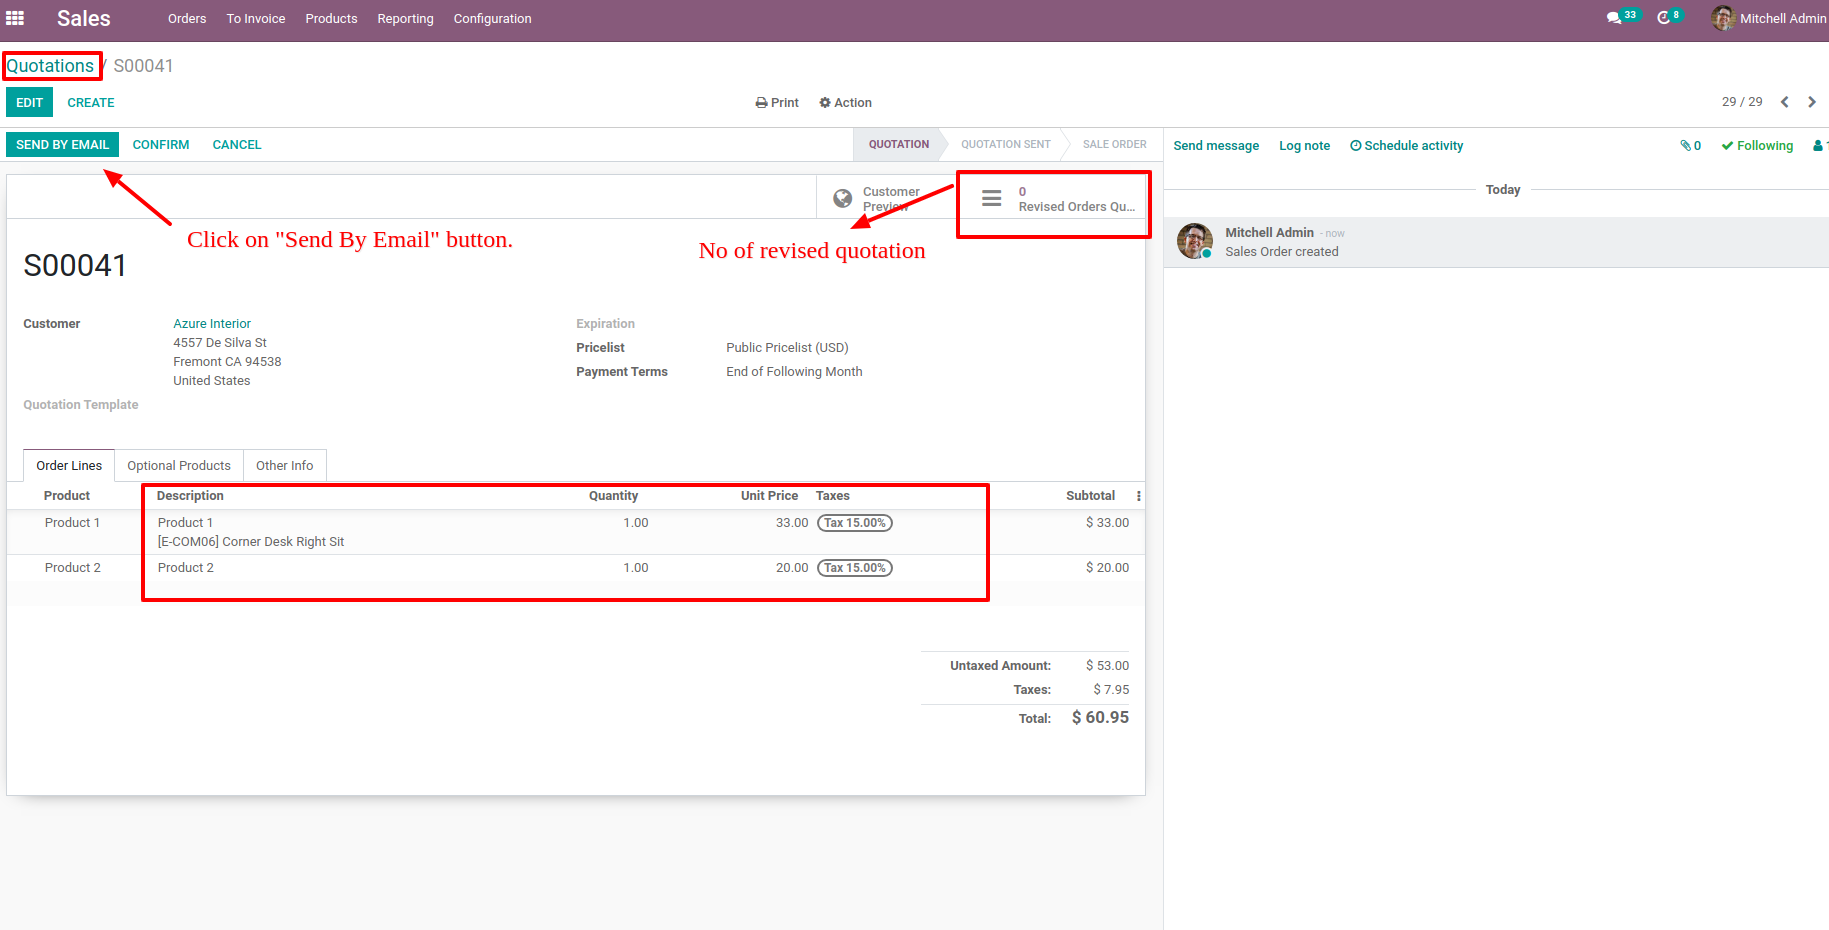 Sales Orders To Invoice Products Reporting Configuration 33 8 Mitchell Admin
Quotations / S00041
EDIT CREATE Print Action 29 / 29
SEND BY EMAIL CONFIRM CANCEL QUOTATION QUOTATION SENT SALE ORDER Send message Log note Schedule activity 0 Following 1
Today
Customer
Preview
0
Revised Orders Qu...
Mitchell Admin - now
Sales Order created
Click on "Send By Email" button.
No of revised quotation
S00041
Customer Azure Interior
4557 De Silva St
Fremont CA 94538
United States
Expiration
Pricelist Public Pricelist (USD)
Payment Terms End of Following Month
Quotation Template
Order Lines Optional Products Other Info
Product Description Quantity Unit Price Taxes Subtotal
Product 1 Product 1 1.00 33.00 Tax 15.00% $ 33.00
[E-COM06] Corner Desk Right Sit
Product 2 Product 2 1.00 20.00 Tax 15.00% $ 20.00
Untaxed Amount: $ 53.00
Taxes: $ 7.95
Total: $ 60.95